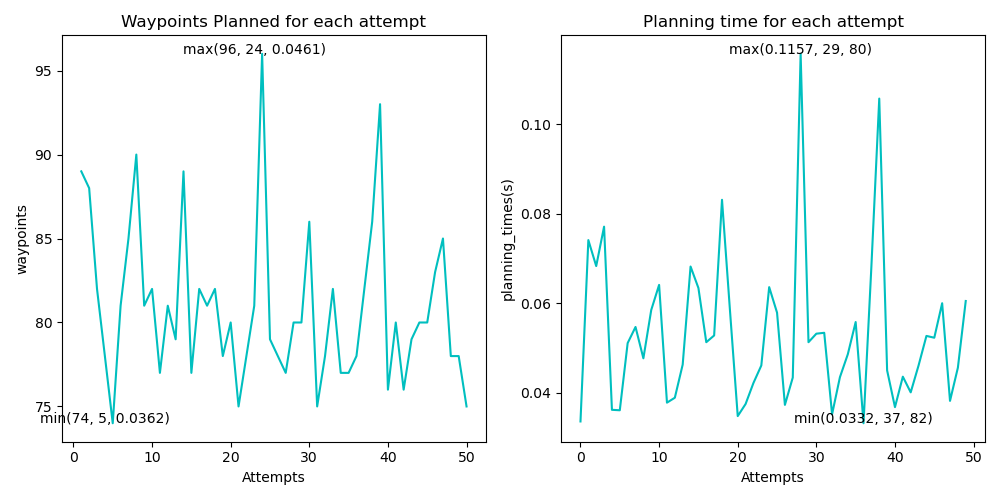 Waypoints Planned for each attempt
max(96, 24, 0.0461)
95
90
85
80
75
min(74, 5, 0.0362)
waypoints
0 10 20 30 40 50
Attempts
Planning time for each attempt
max(0.1157, 29, 80)
0.10
0.08
0.06
0.04
min(0.0332, 37, 82)
planning_times(s)
0 10 20 30 40 50
Attempts